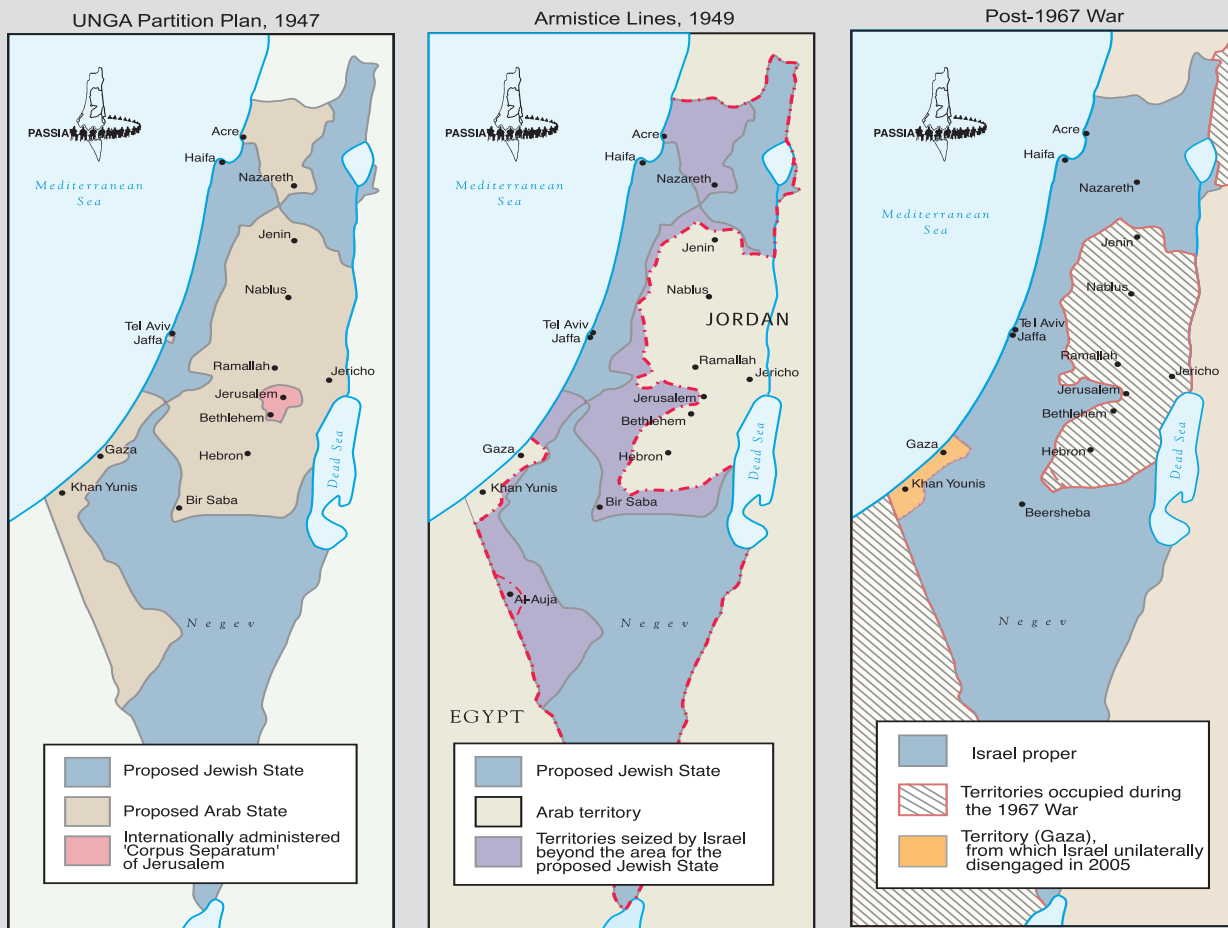 UNGA Partition Plan, 1947
PASSIA
Acre
Haifa
Nazareth
Mediterranean
Sea
Jenin
Nablus
Tel Aviv
Jaffa
Ramallah
Jericho
Jerusalem
Bethlehem
Gaza
Hebron
Dead Sea
Khan Yunis
Bir Saba
Negev
Proposed Jewish State
Proposed Arab State
Internationally administered
'Corpus Separatum'
of Jerusalem
Armistice Lines, 1949
PASSIA
Acre
Haifa
Nazareth
Mediterranean
Sea
Jenin
Nablus
JORDAN
Tel Aviv
Jaffa
Ramallah
Jericho
Jerusalem
Bethlehem
Gaza
Hebron
Dead Sea
Khan Yunis
Bir Saba
Al-Auja
Negev
EGYPT
Proposed Jewish State
Arab territory
Territories seized by Israel
beyond the area for the
proposed Jewish State
Post-1967 War
PASSIA
Acre
Haifa
Nazareth
Mediterranean
Sea
Jenin
Nablus
Tel Aviv
Jaffa
Ramallah
Jericho
Jerusalem
Bethlehem
Gaza
Hebron
Dead Sea
Khan Younis
Beersheba
Negev
Israel proper
Territories occupied during
the 1967 War
Territory (Gaza),
from which Israel unilaterally
disengaged in 2005